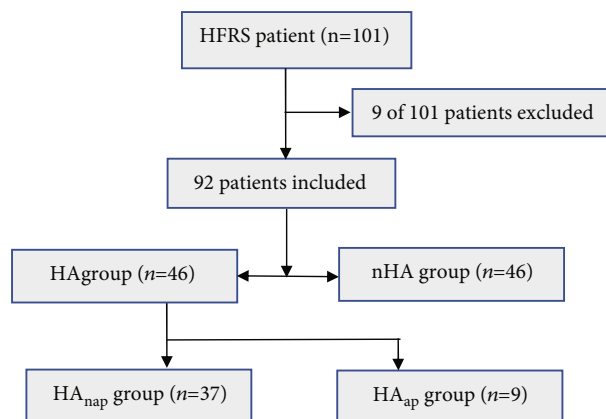 HFRS patient (n=101)
9 of 101 patients excluded
92 patients included
HAgroup (n=46)
nHA group (n=46)
HAnap group (n=37)
HAap group (n=9)